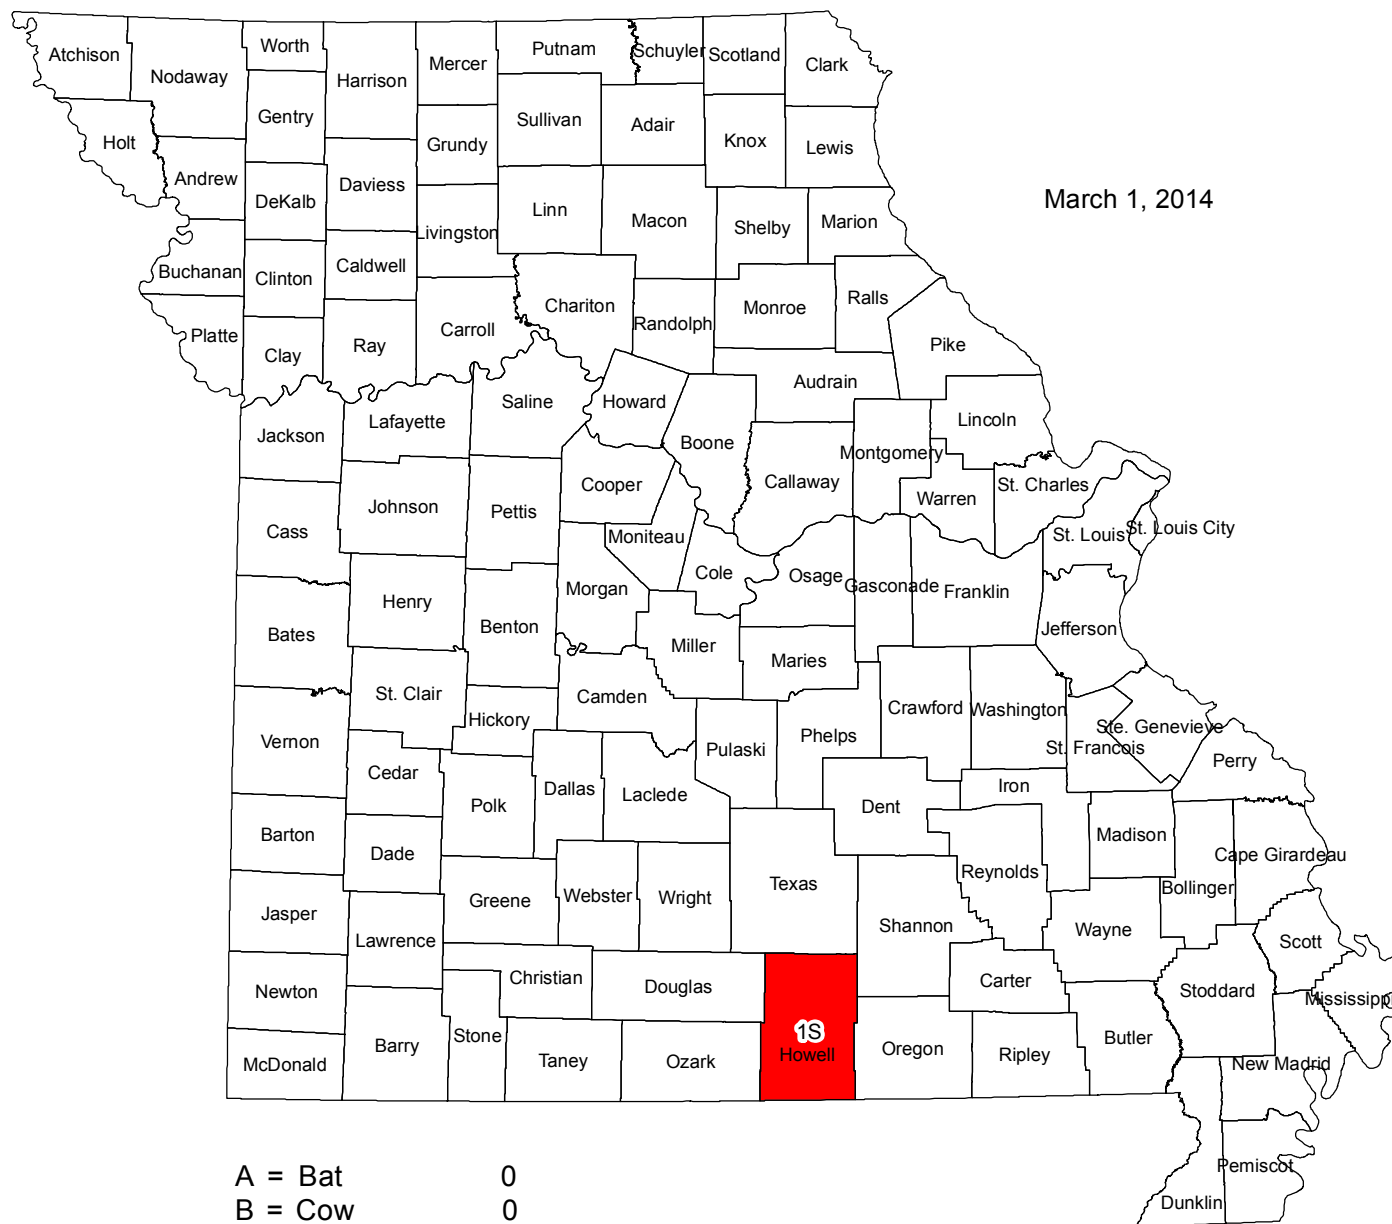 Atchison
Nodaway
Worth
Harrison
Mercer
Putnam
Schuyler
Scotland
Clark
Holt
Gentry
Grundy
Sullivan
Adair
Knox
Lewis
Andrew
DeKalb
Daviess
Livingston
Linn
Macon
Shelby
Marion
March 1, 2014
Buchanan
Clinton
Caldwell
Chariton
Randolph
Monroe
Ralls
Platte
Clay
Ray
Carroll
Pike
Audrain
Jackson
Lafayette
Saline
Howard
Boone
Lincoln
Montgomery
Callaway
Cooper
Warren
St. Charles
Cass
Johnson
Pettis
Moniteau
St. Louis
St. Louis City
Cole
Osage
Gasconade
Franklin
Morgan
Henry
Bates
Benton
Miller
Maries
Jefferson
St. Clair
Camden
Hickory
Crawford
Washington
Ste. Genevieve
St. Francois
Vernon
Pulaski
Phelps
Perry
Cedar
Polk
Dallas
Laclede
Iron
Dent
Barton
Dade
Madison
Cape Girardeau
Texas
Reynolds
Bollinger
Jasper
Greene
Webster
Wright
Shannon
Wayne
Lawrence
Scott
Newton
Christian
Douglas
Carter
Stoddard
Mississippi
1S
Howell
McDonald
Barry
Stone
Taney
Ozark
Oregon
Ripley
Butler
New Madrid
Pemiscot
Dunklin
A = Bat 0
B = Cow 0